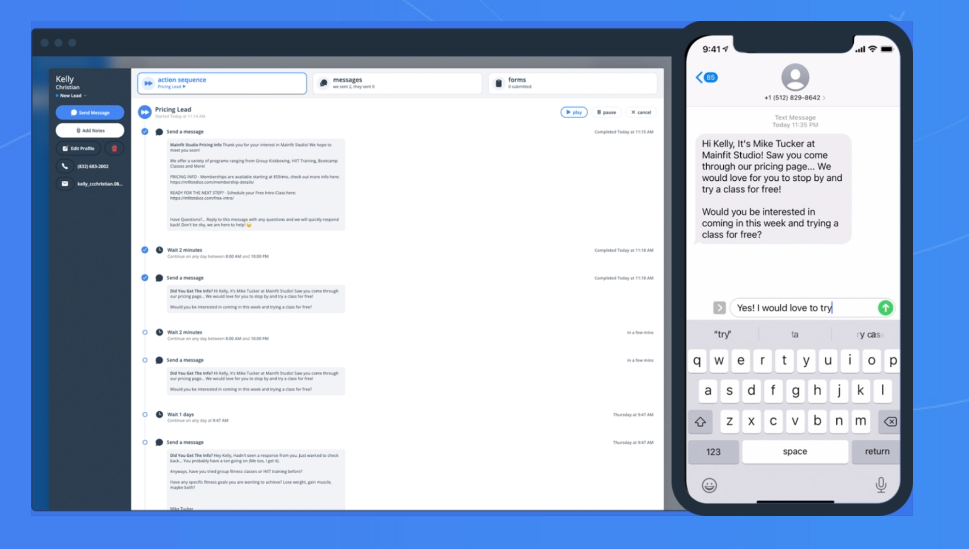 Kelly
Christian
New Lead
Send Message
Add Notes
Edit Profile
(832) 683-2002
kelly_ccchristian.08...
action sequence
Pricing Lead
messages
we sent 2, they sent 0
forms
0 submitted
Pricing Lead
Started Today at 11:14 AM
play
pause
cancel
Send a message
Completed Today at 11:15 AM
Mainfit Studio Pricing Info Thank you for your interest in Mainfit Studio! We hope to
meet you soon!
We offer a variety of programs ranging from Group Kickboxing, HIIT Training, Bootcamp
Classes and More!
PRICING INFO - Memberships are available starting at
check out more info here:
READY FOR THE NEXT STEP? - Schedule your Free Intro Class here:
Have Questions?... Reply to this message with any questions and we will quickly respond
back! Don't be shy, we are here to help!
Wait 2 minutes
Completed Today at 11:18 AM
Continue on any day between 8:00 AM and 10:00 PM
Send a message
Completed Today at 11:18 AM
Did You Get The Info? Hi Kelly, It's Mike Tucker at Mainfit Studio! Saw you come through
our pricing page... We would love for you to stop by and try a class for free!
Would you be interested in coming in this week and trying a class for free?
Wait 2 minutes
In a few mins
Continue on any day between 8:00 AM and 10:00 PM
Send a message
In a few mins
Did You Get The Info? Hi Kelly, It's Mike Tucker at Mainfit Studio! Saw you come through
our pricing page... We would love for you to stop by and try a class for free!
Would you be interested in coming in this week and trying a class for free?
Wait 1 days
Thursday at 9:47 AM
Continue on any day at 9:47 AM
Send a message
Thursday at 9:47 AM
Did You Get The Info? Hey Kelly, Hadn't seen a response from you. Just wanted to check
back... You probably have a ton going on (Me too, I get it).
Anyways, have you tried group fitness classes or HIIT training before?
Have any specific fitness goals you are wanting to achieve? Lose weight, gain muscle,
maybe both?
Mike Tucker
9:41
85
+1 (512) 829-8642
Text Message
Today 11:35 PM
Hi Kelly, It's Mike Tucker at
Mainfit Studio! Saw you come
through our pricing page... We
would love for you to stop by and
try a class for free!
Would you be interested in
coming in this week and trying a
class for free?
Yes! I would love to try
"try"
ta
ry cas
q w e r t y u i o p
a s d f g h j k l
z x c v b n m
123
space
return